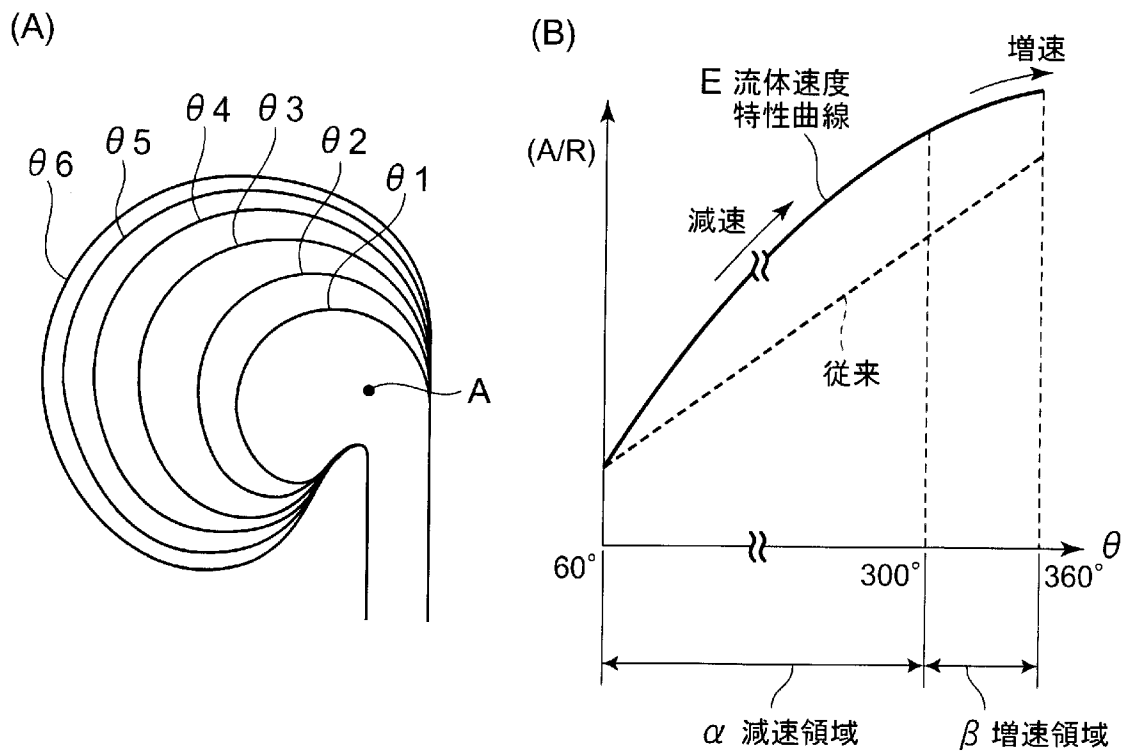 (A)
θ6
θ5
θ4
θ3
θ2
θ1
A
(B)
(A/R)
E 流体速度
特性曲線
増速
減速
従来
θ
60°
300°
360°
α 減速領域
β 増速領域